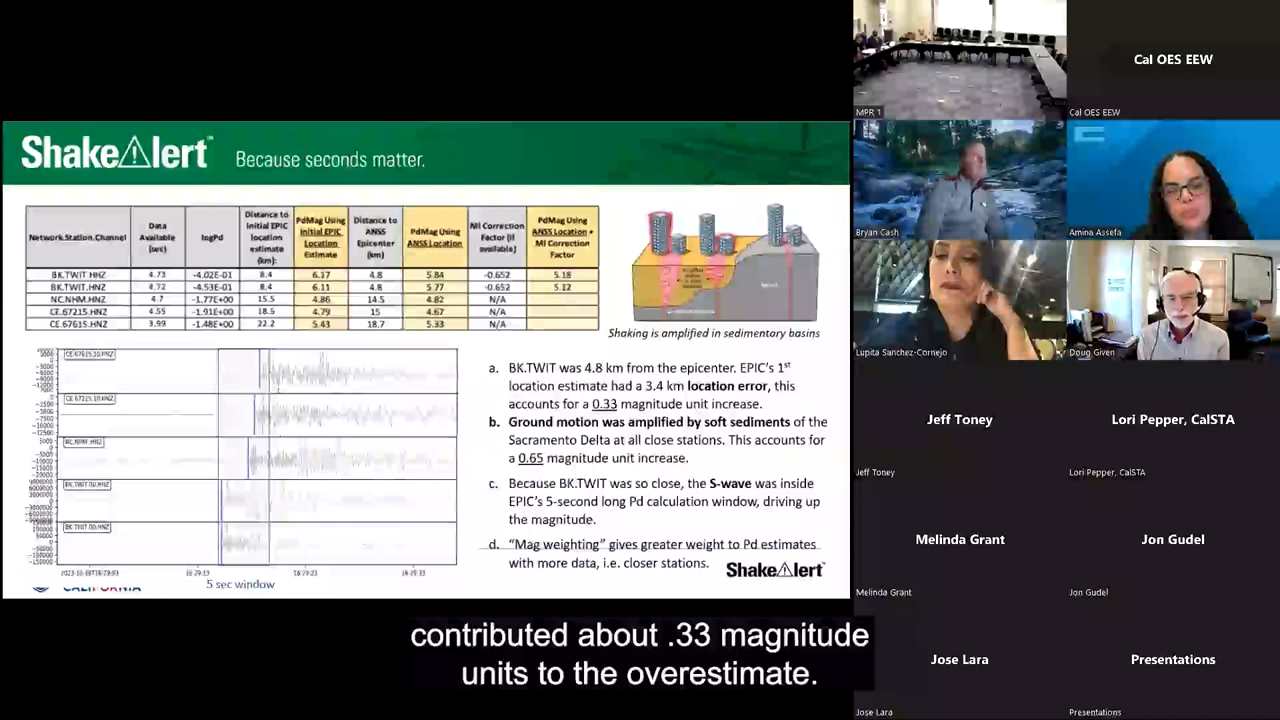 ShakeAlert™ Because seconds matter.
Network.Station.Channel
Data Available (sec)
logPd
Distance to Initial EPIC location estimate (km):
PdMag Using Initial EPIC Location Estimate
Distance to ANSS Epicenter (km)
PdMag Using ANSS Location
Ml Correction Factor (if available)
PdMag Using ANSS Location + Ml Correction Factor
BK.TWIT.HHZ 4.73 -4.02E-01 8.4 6.17 4.8 5.84 -0.652 5.18
BK.TWIT.HNZ 4.72 -4.53E-01 8.4 6.11 4.8 5.77 -0.652 5.12
NC.NHM.HNZ 4.7 -1.77E+00 15.5 4.86 14.5 4.82 N/A
CE.67215.HNZ 4.55 -1.91E+00 18.5 4.79 15 4.67 N/A
CE.67615.HNZ 3.99 -1.48E+00 22.2 5.43 18.7 5.33 N/A
Shaking is amplified in sedimentary basins
CE.67615.10.HNZ
CE.67215.10.HNZ
5 sec window
a. BK.TWIT was 4.8 km from the epicenter. EPIC's 1st
location estimate had a 3.4 km location error, this
accounts for a 0.33 magnitude unit increase.
b. Ground motion was amplified by soft sediments of the
Sacramento Delta at all close stations. This accounts for
a 0.65 magnitude unit increase.
c. Because BK.TWIT was so close, the S-wave was inside
EPIC's 5-second long Pd calculation window, driving up
the magnitude.
d. "Mag weighting" gives greater weight to Pd estimates
with more data, i.e. closer stations.
ShakeAlert™
CALIFORNIA
contributed about .33 magnitude
units to the overestimate.
MPR 1
Cal OES EEW
Cal OES EEW
Bryan Cash
Amina Assefa
Lupita Sanchez-Cornejo
Doug Given
Jeff Toney
Jeff Toney
Lori Pepper, CalSTA
Lori Pepper, CalSTA
Melinda Grant
Melinda Grant
Jon Gudel
Jon Gudel
Jose Lara
Jose Lara
Presentations
Presentations